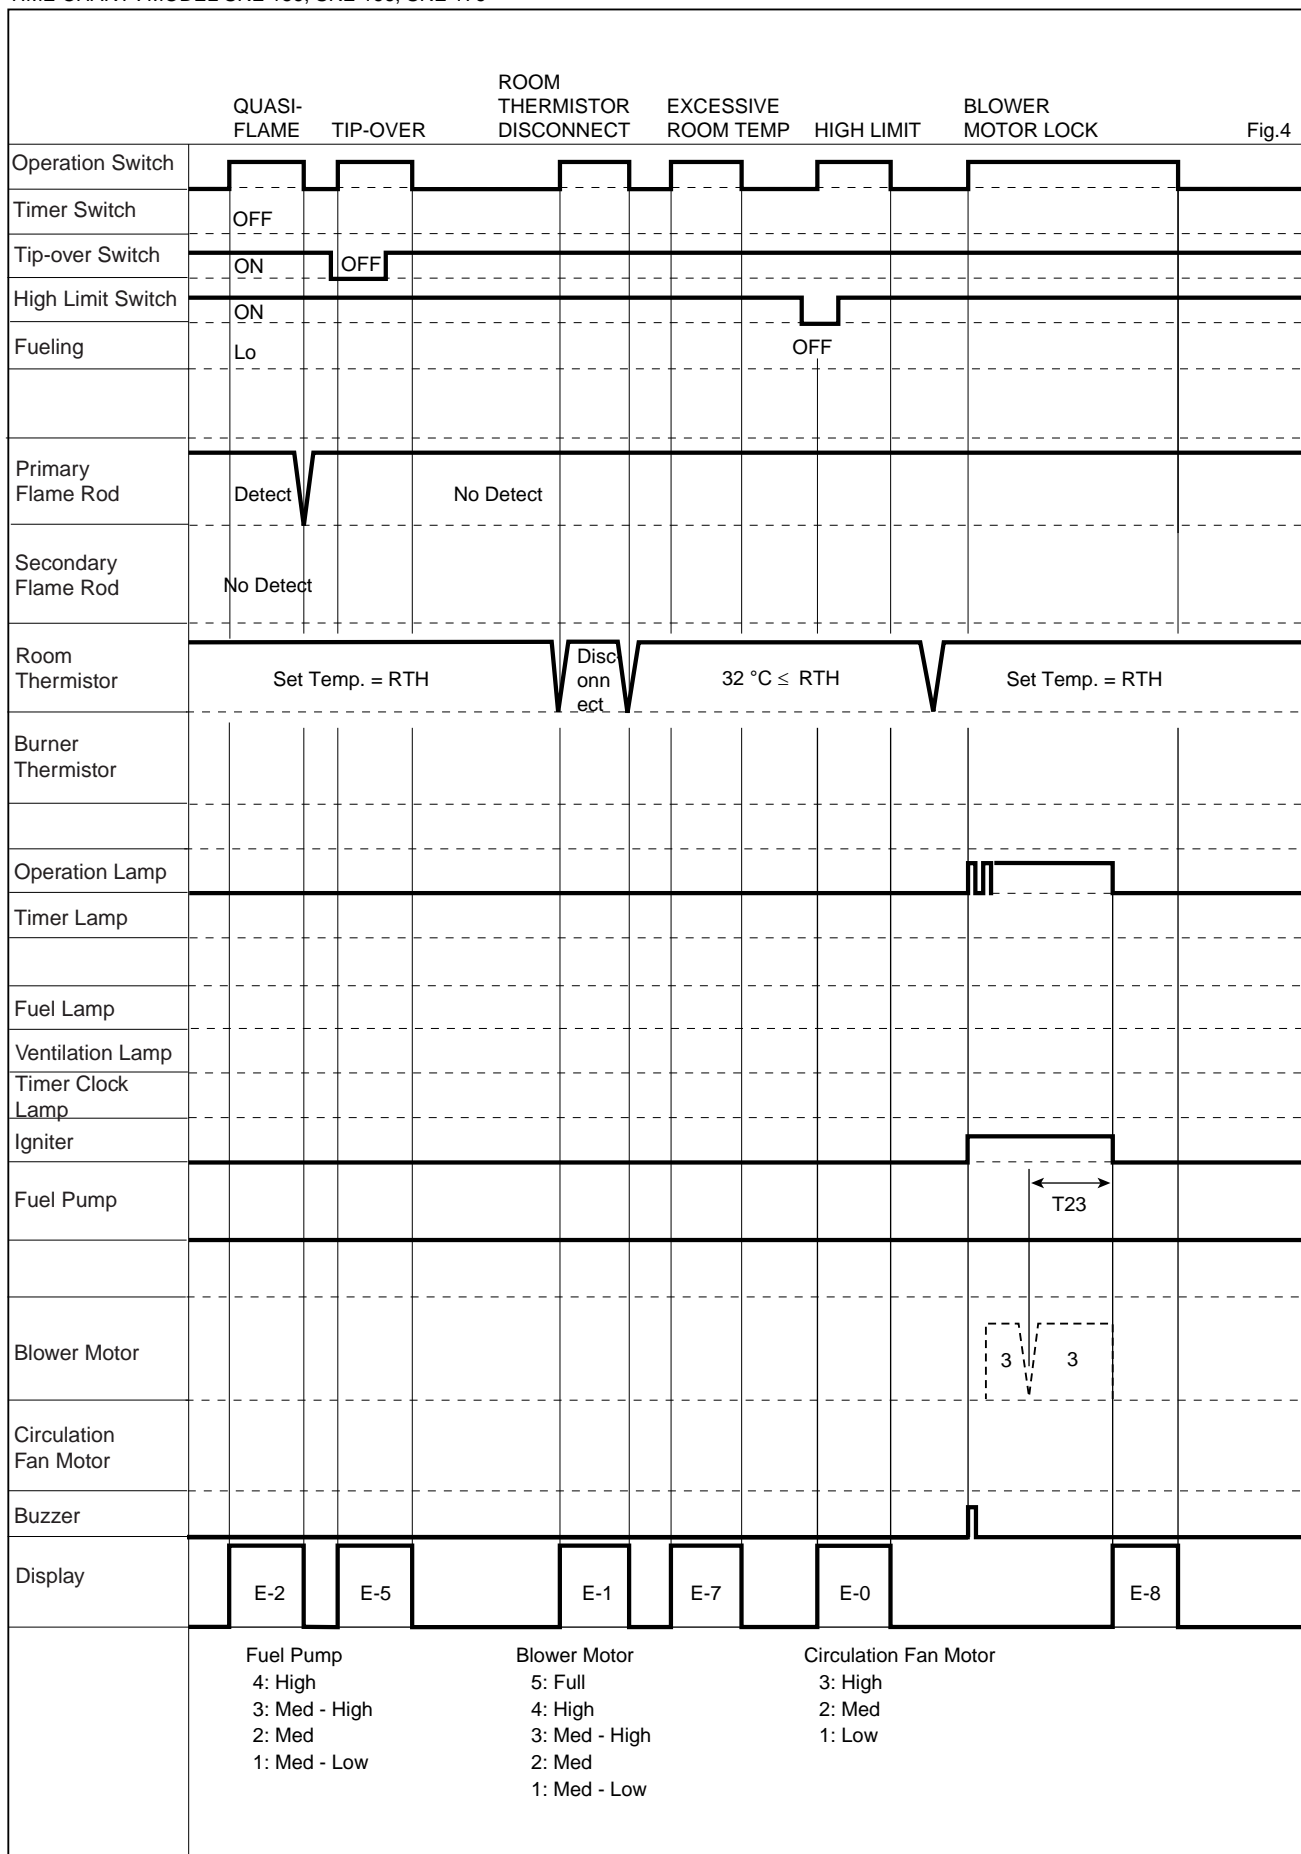 ROOM
QUASI- THERMISTOR EXCESSIVE BLOWER
FLAME TIP-OVER DISCONNECT ROOM TEMP HIGH LIMIT MOTOR LOCK Fig.4
Operation Switch
Timer Switch OFF
Tip-over Switch ON OFF
High Limit Switch ON
Fueling Lo OFF
Primary
Flame Rod Detect No Detect
Secondary
Flame Rod No Detect
Room Disc-
Thermistor Set Temp. = RTH onn 32 °C ≤ RTH Set Temp. = RTH
ect
Burner
Thermistor
Operation Lamp
Timer Lamp
Fuel Lamp
Ventilation Lamp
Timer Clock
Lamp
Igniter
Fuel Pump T23
Blower Motor 3 3
Circulation
Fan Motor
Buzzer
Display E-2 E-5 E-1 E-7 E-0 E-8
Fuel Pump Blower Motor Circulation Fan Motor
4: High 5: Full 3: High
3: Med - High 4: High 2: Med
2: Med 3: Med - High 1: Low
1: Med - Low 2: Med
1: Med - Low